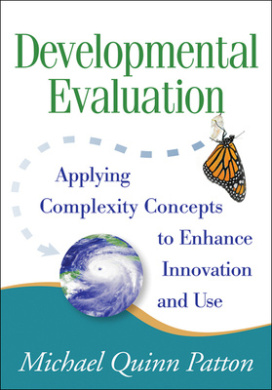 Developmental
Evaluation
Applying
Complexity Concepts
to Enhance
Innovation
and Use
Michael Quinn Patton